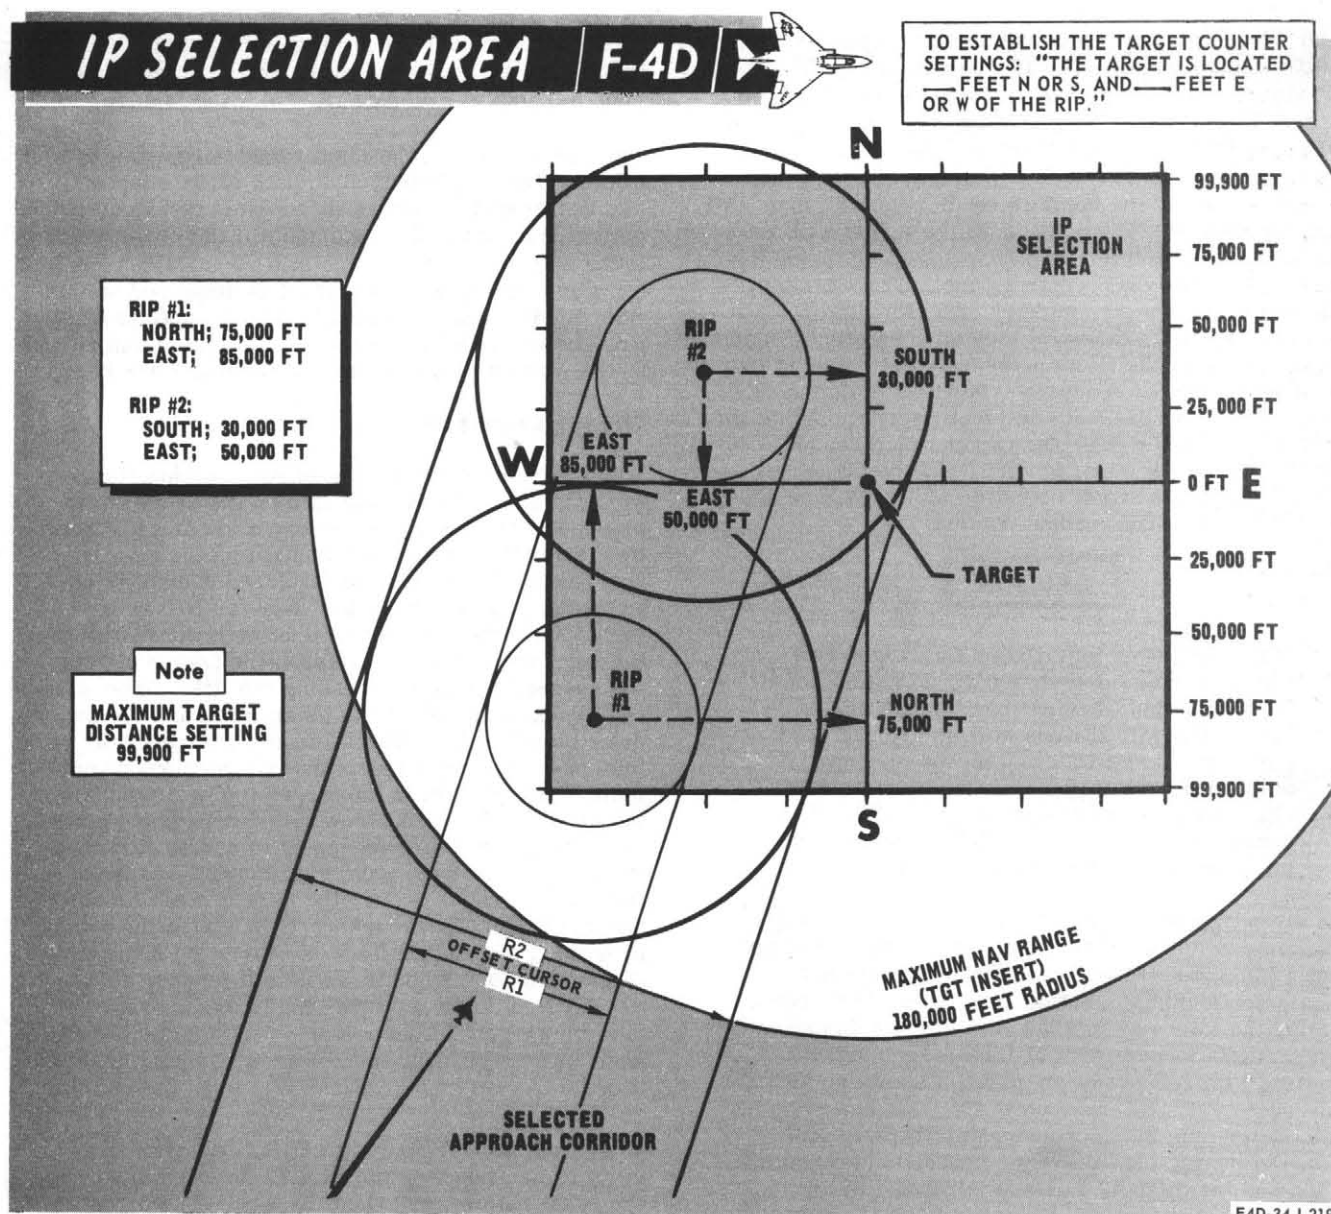 IP SELECTION AREA F-4D
TO ESTABLISH THE TARGET COUNTER
SETTINGS: "THE TARGET IS LOCATED
___FEET N OR S, AND___FEET E
OR W OF THE RIP."
N
99,900 FT
IP
SELECTION
AREA
75,000 FT
RIP #1:
NORTH; 75,000 FT
EAST; 85,000 FT
RIP #2:
SOUTH; 30,000 FT
EAST; 50,000 FT
RIP
#2
50,000 FT
SOUTH
30,000 FT
25,000 FT
W
EAST
85,000 FT
EAST
50,000 FT
0 FT E
25,000 FT
TARGET
50,000 FT
Note
MAXIMUM TARGET
DISTANCE SETTING
99,900 FT
RIP
#1
NORTH
75,000 FT
75,000 FT
99,900 FT
S
R2
OFFSET CURSOR
R1
MAXIMUM NAV RANGE
(TGT INSERT)
180,000 FEET RADIUS
SELECTED
APPROACH CORRIDOR